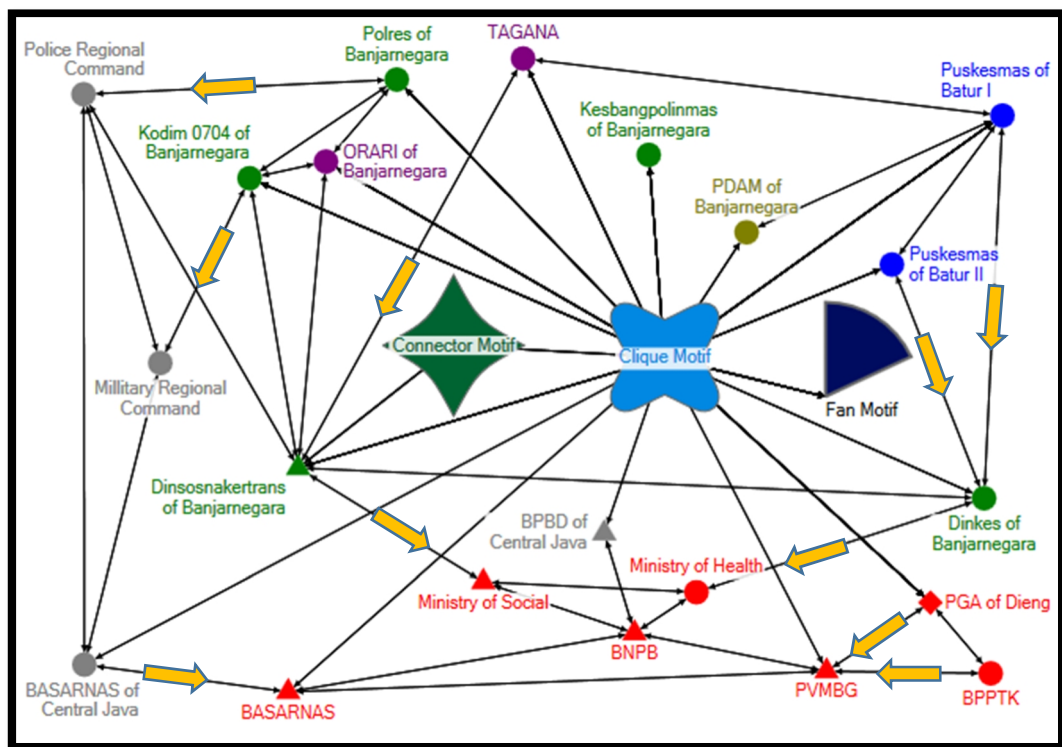 Police Regional
Command
Polres of
Banjarnegara
TAGANA
Puskesmas of
Batur I
Kesbangpolinmas
of Banjarnegara
Kodim 0704 of
Banjarnegara
ORARI of
Banjarnegara
PDAM of
Banjarnegara
Puskesmas
of Batur II
Connector Motif
Clique Motif
Fan Motif
Millitary Regional
Command
Dinsosnakertrans
of Banjarnegara
BPBD of
Central Java
Dinkes of
Banjarnegara
Ministry of Health
Ministry of Social
PGA of Dieng
BNPB
BASARNAS of
Central Java
BASARNAS
PVMBG
BPPTK